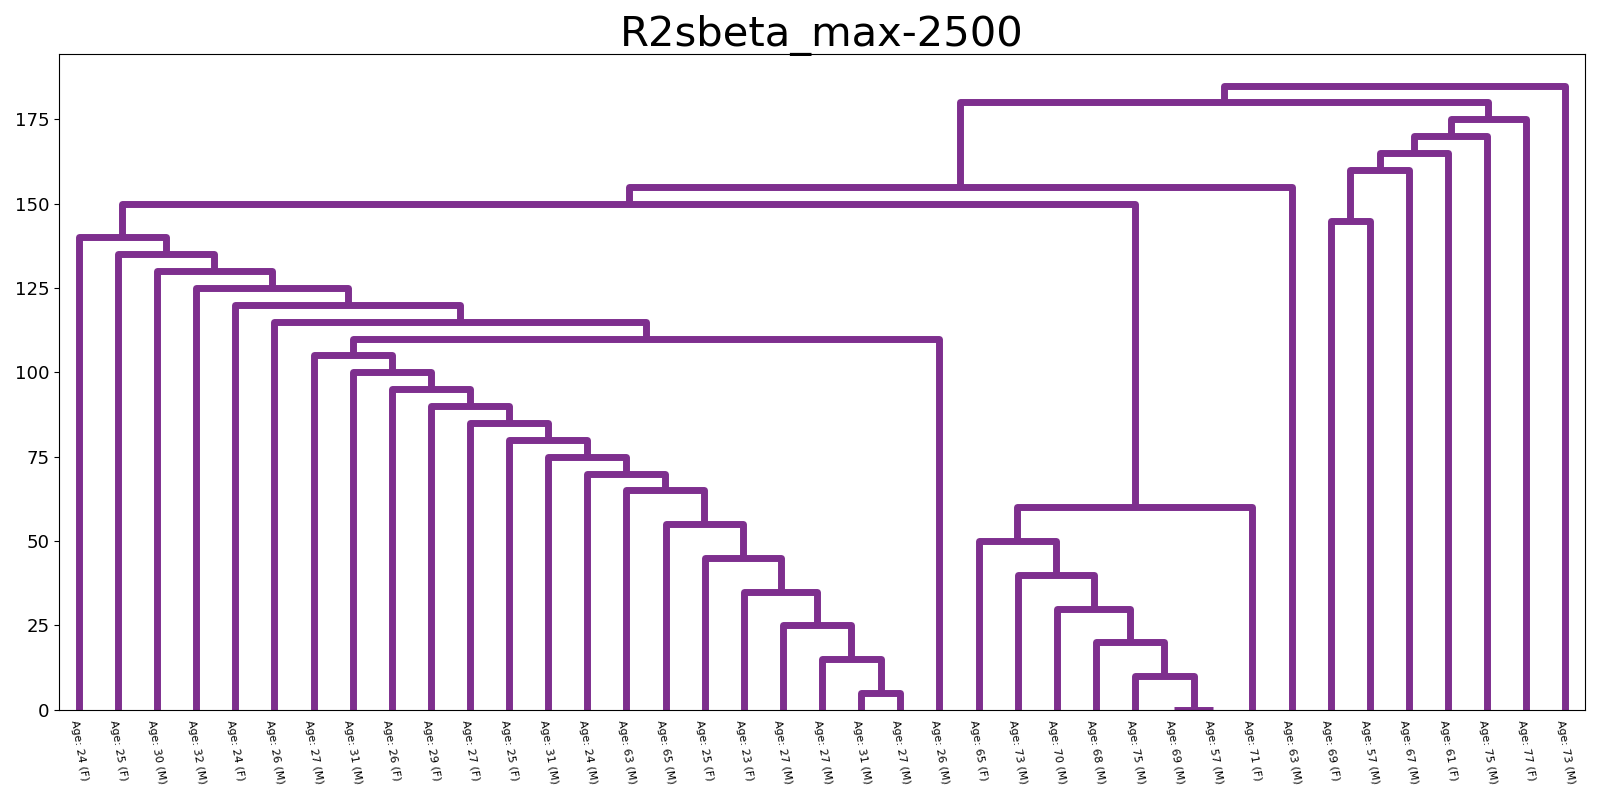 R2sbeta_max-2500
175
150
125
100
75
50
25
0
Age: 24 (F)
Age: 25 (F)
Age: 30 (M)
Age: 32 (M)
Age: 24 (F)
Age: 26 (M)
Age: 27 (M)
Age: 31 (M)
Age: 26 (F)
Age: 29 (F)
Age: 27 (F)
Age: 25 (F)
Age: 31 (M)
Age: 24 (M)
Age: 63 (M)
Age: 65 (M)
Age: 25 (F)
Age: 23 (F)
Age: 27 (M)
Age: 27 (M)
Age: 31 (M)
Age: 27 (M)
Age: 26 (M)
Age: 65 (F)
Age: 73 (M)
Age: 70 (M)
Age: 68 (M)
Age: 75 (M)
Age: 69 (M)
Age: 57 (M)
Age: 71 (F)
Age: 63 (M)
Age: 69 (F)
Age: 57 (M)
Age: 67 (M)
Age: 61 (F)
Age: 75 (M)
Age: 77 (F)
Age: 73 (M)